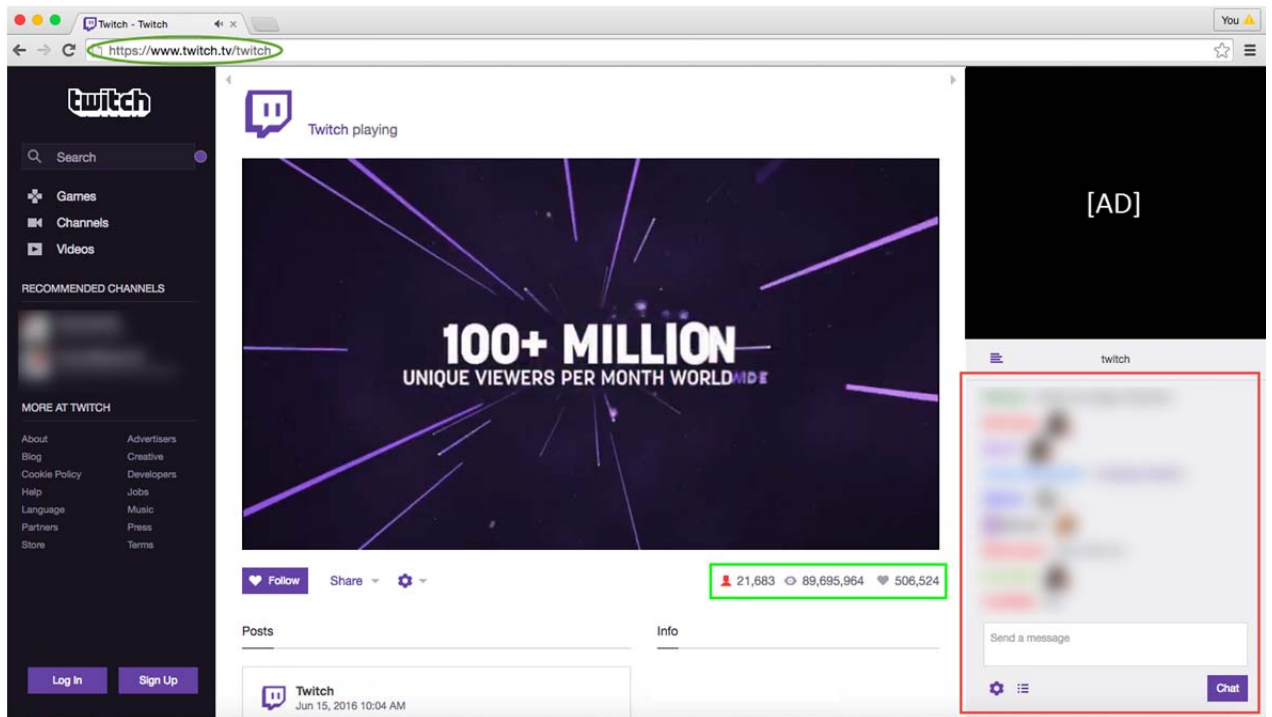 Twitch - Twitch
You
https://www.twitch.tv/twitch
twitch
Search
Games
Channels
Videos
RECOMMENDED CHANNELS
MORE AT TWITCH
About Advertisers
Blog Creative
Cookie Policy Developers
Help Jobs
Language Music
Partners Press
Store Terms
Log In Sign Up
Twitch playing
100+ MILLION
UNIQUE VIEWERS PER MONTH WORLDWIDE
Follow Share 21,683 89,695,964 506,524
Posts Info
Twitch
Jun 15, 2016 10:04 AM
[AD]
twitch
Send a message
Chat